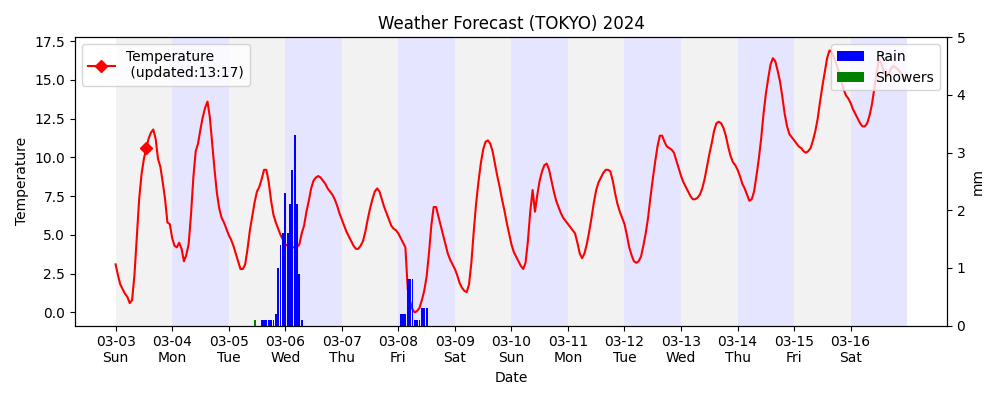 Weather Forecast (TOKYO) 2024
Temperature
(updated:13:17)
Rain
Showers
17.5
15.0
12.5
10.0
7.5
5.0
2.5
0.0
Temperature
5
4
3
2
1
0
mm
03-03 03-04 03-05 03-06 03-07 03-08 03-09 03-10 03-11 03-12 03-13 03-14 03-15 03-16
Sun Mon Tue Wed Thu Fri Sat Sun Mon Tue Wed Thu Fri Sat
Date